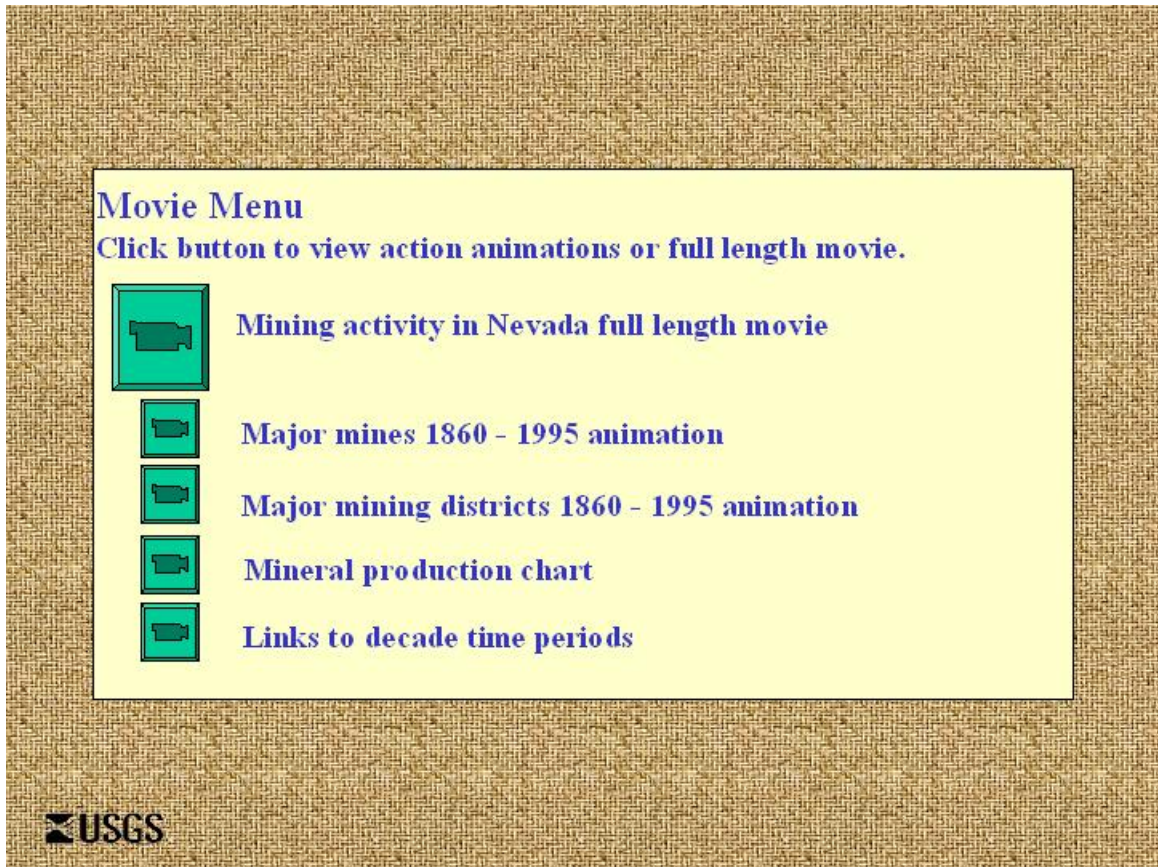 Movie Menu
Click button to view action animations or full length movie.
Mining activity in Nevada full length movie
Major mines 1860 - 1995 animation
Major mining districts 1860 - 1995 animation
Mineral production chart
Links to decade time periods
USGS